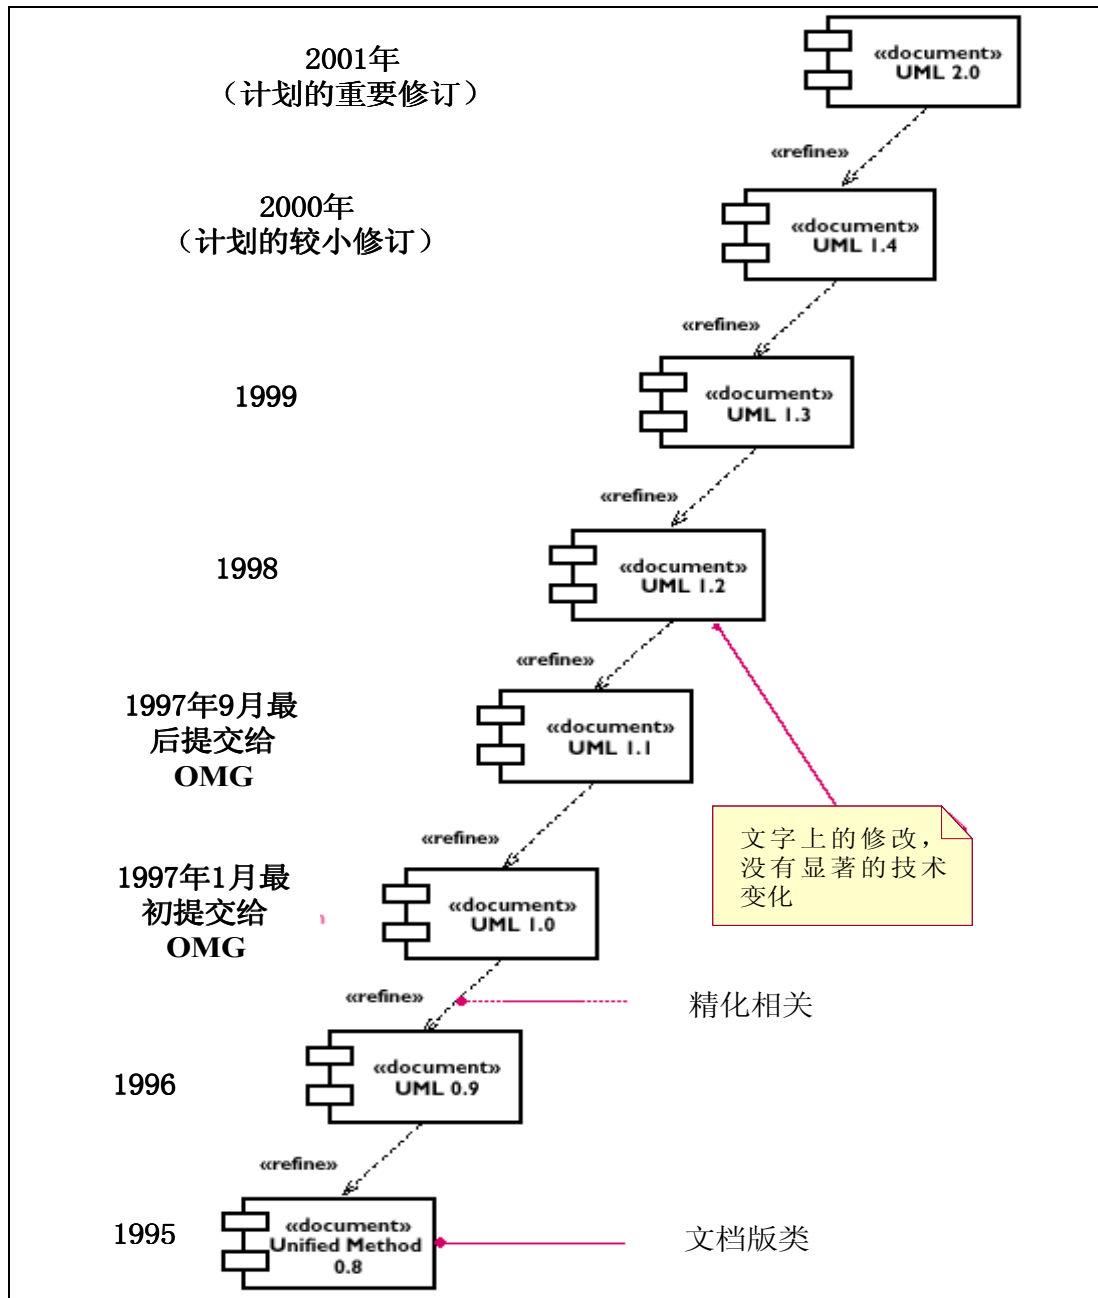 2001年
（计划的重要修订）
«document»
UML 2.0
«refine»
2000年
（计划的较小修订）
«document»
UML 1.4
«refine»
1999
«document»
UML 1.3
«refine»
1998
«document»
UML 1.2
«refine»
1997年9月最
后提交给
OMG
«document»
UML 1.1
文字上的修改，
没有显著的技术
变化
«refine»
1997年1月最
初提交给
OMG
«document»
UML 1.0
«refine»
精化相关
1996
«document»
UML 0.9
«refine»
1995
«document»
Unified Method
0.8
文档版类